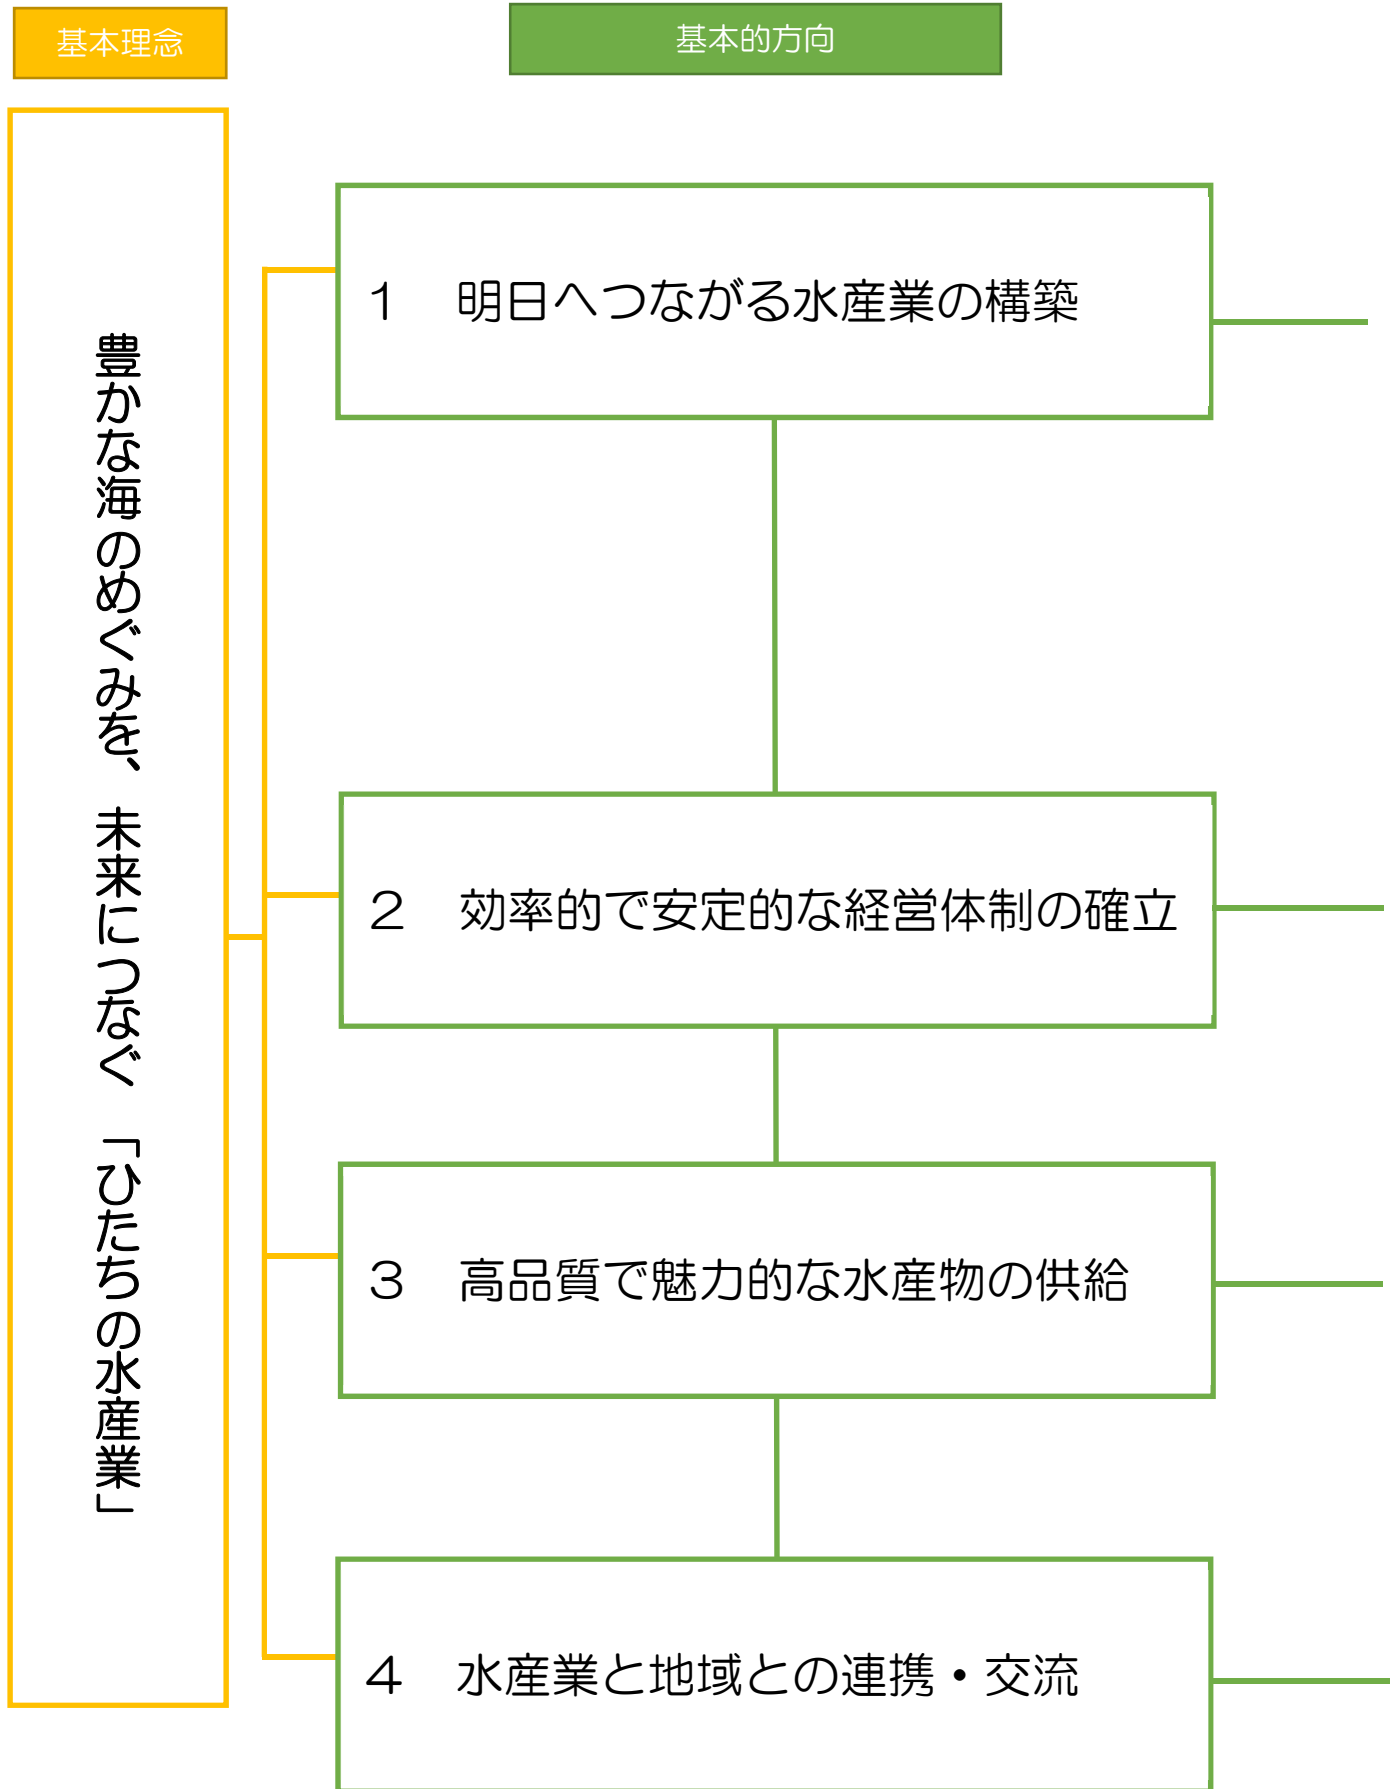 基本理念
基本的方向
豊かな海のめぐみを、未来につなぐ「ひたちの水産業」
１　明日へつながる水産業の構築
２　効率的で安定的な経営体制の確立
３　高品質で魅力的な水産物の供給
４　水産業と地域との連携・交流